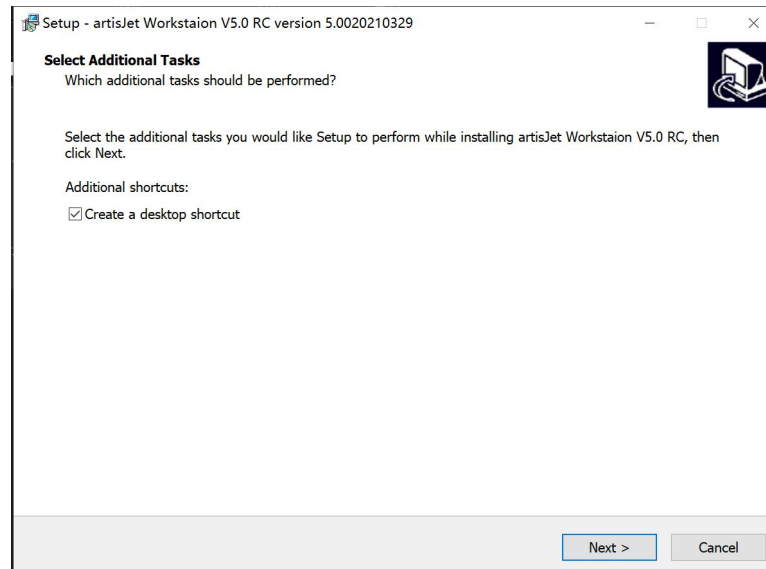 Setup - artisJet Workstaion V5.0 RC version 5.0020210329
Select Additional Tasks
Which additional tasks should be performed?
Select the additional tasks you would like Setup to perform while installing artisJet Workstaion V5.0 RC, then
click Next.
Additional shortcuts:
Create a desktop shortcut
Next >
Cancel